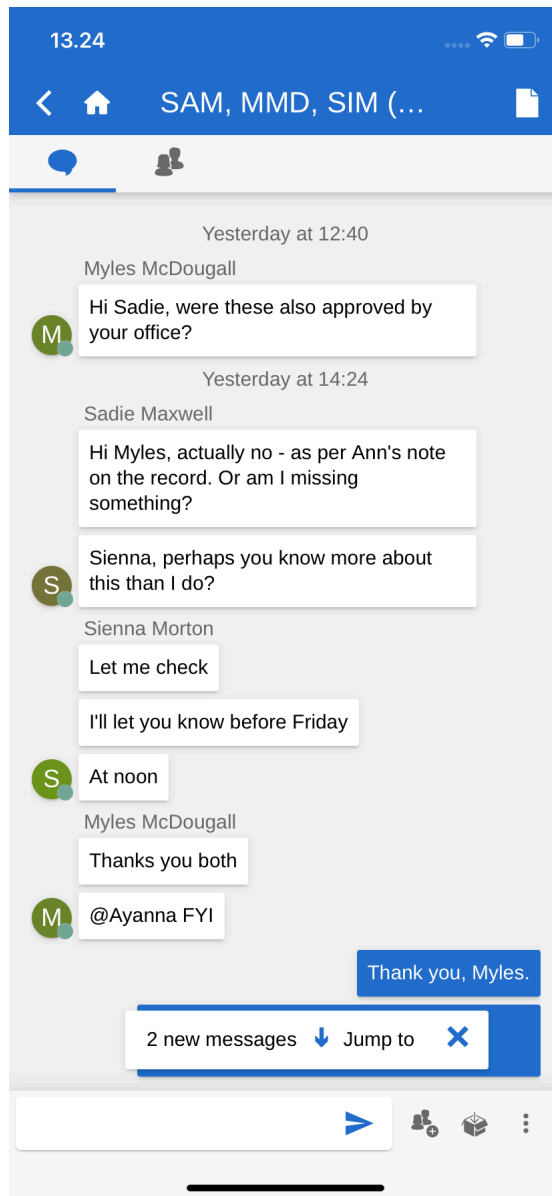 13.24
SAM, MMD, SIM (...
Yesterday at 12:40
Myles McDougall
Hi Sadie, were these also approved by
your office?
M
Yesterday at 14:24
Sadie Maxwell
Hi Myles, actually no - as per Ann's note
on the record. Or am I missing
something?
Sienna, perhaps you know more about
this than I do?
S
Sienna Morton
Let me check
I'll let you know before Friday
At noon
S
Myles McDougall
Thanks you both
@Ayanna FYI
M
Thank you, Myles.
2 new messages Jump to